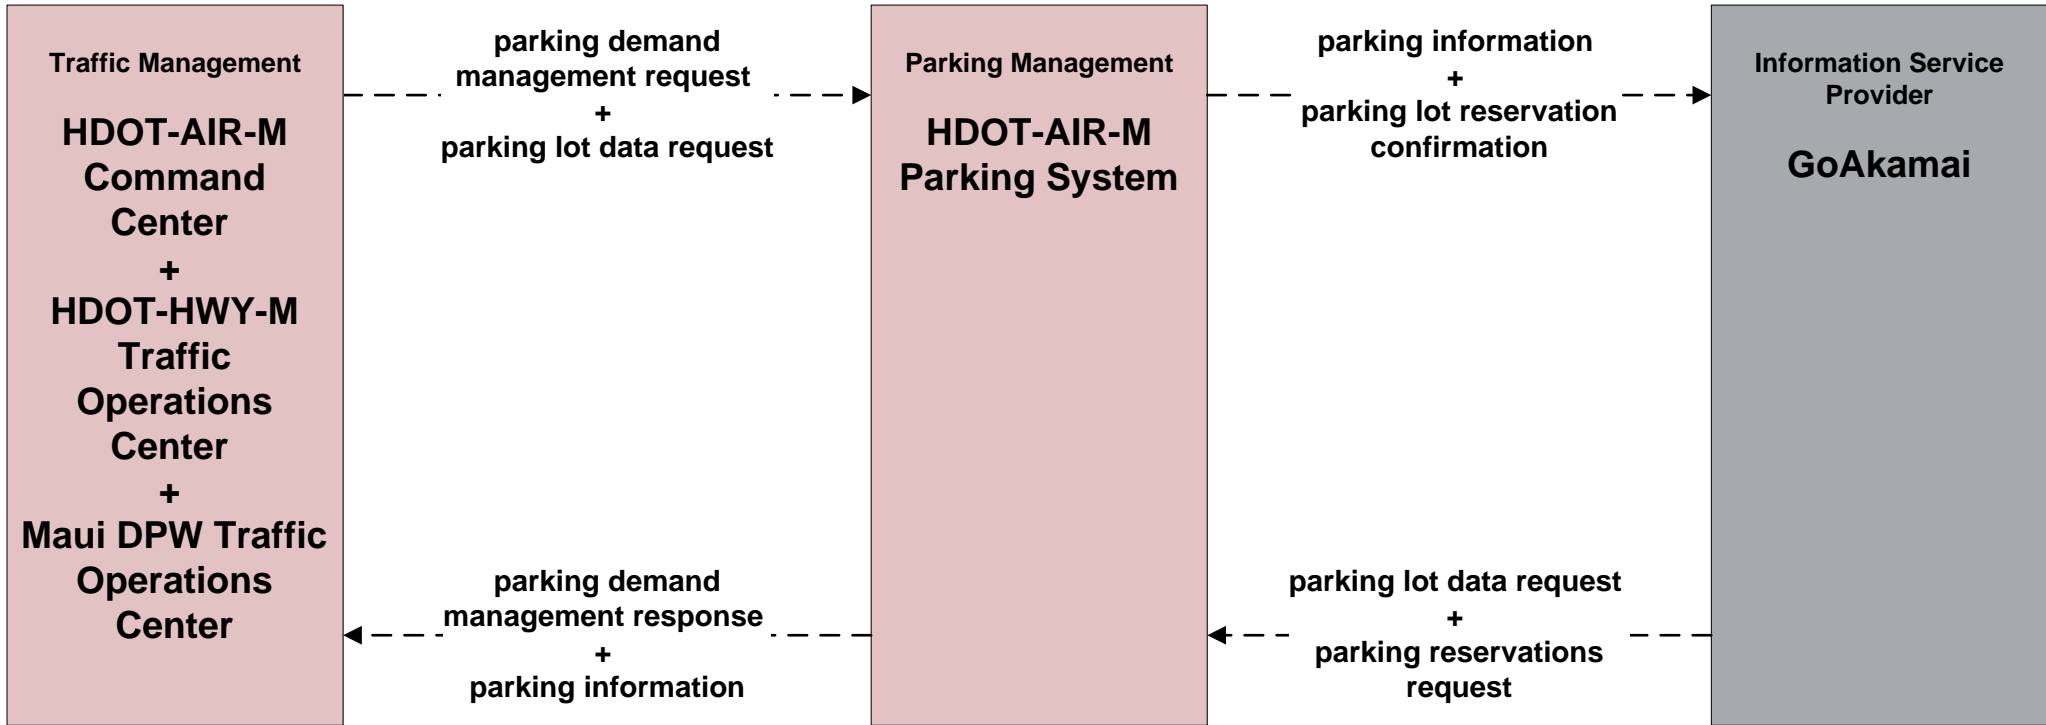 Traffic Management
HDOT-AIR-M
Command
Center
+
HDOT-HWY-M
Traffic
Operations
Center
+
Maui DPW Traffic
Operations
Center
parking demand
management request
+
parking lot data request
parking demand
management response
+
parking information
Parking Management
HDOT-AIR-M
Parking System
parking information
+
parking lot reservation
confirmation
parking lot data request
+
parking reservations
request
Information Service
Provider
GoAkamai